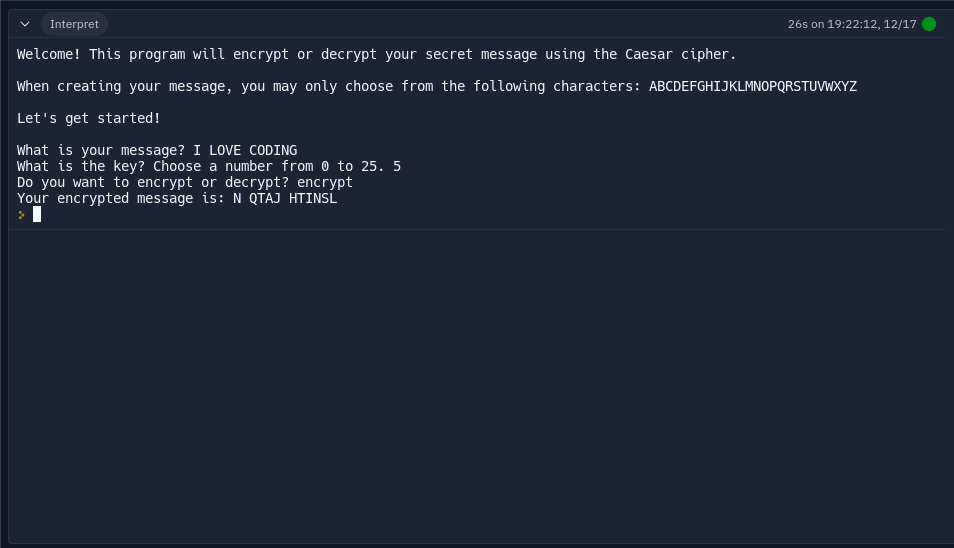 Interpret
26s on 19:22:12, 12/17
Welcome! This program will encrypt or decrypt your secret message using the Caesar cipher.
When creating your message, you may only choose from the following characters: ABCDEFGHIJKLMNOPQRSTUVWXYZ
Let's get started!
What is your message? I LOVE CODING
What is the key? Choose a number from 0 to 25. 5
Do you want to encrypt or decrypt? encrypt
Your encrypted message is: N QTAJ HTINSL